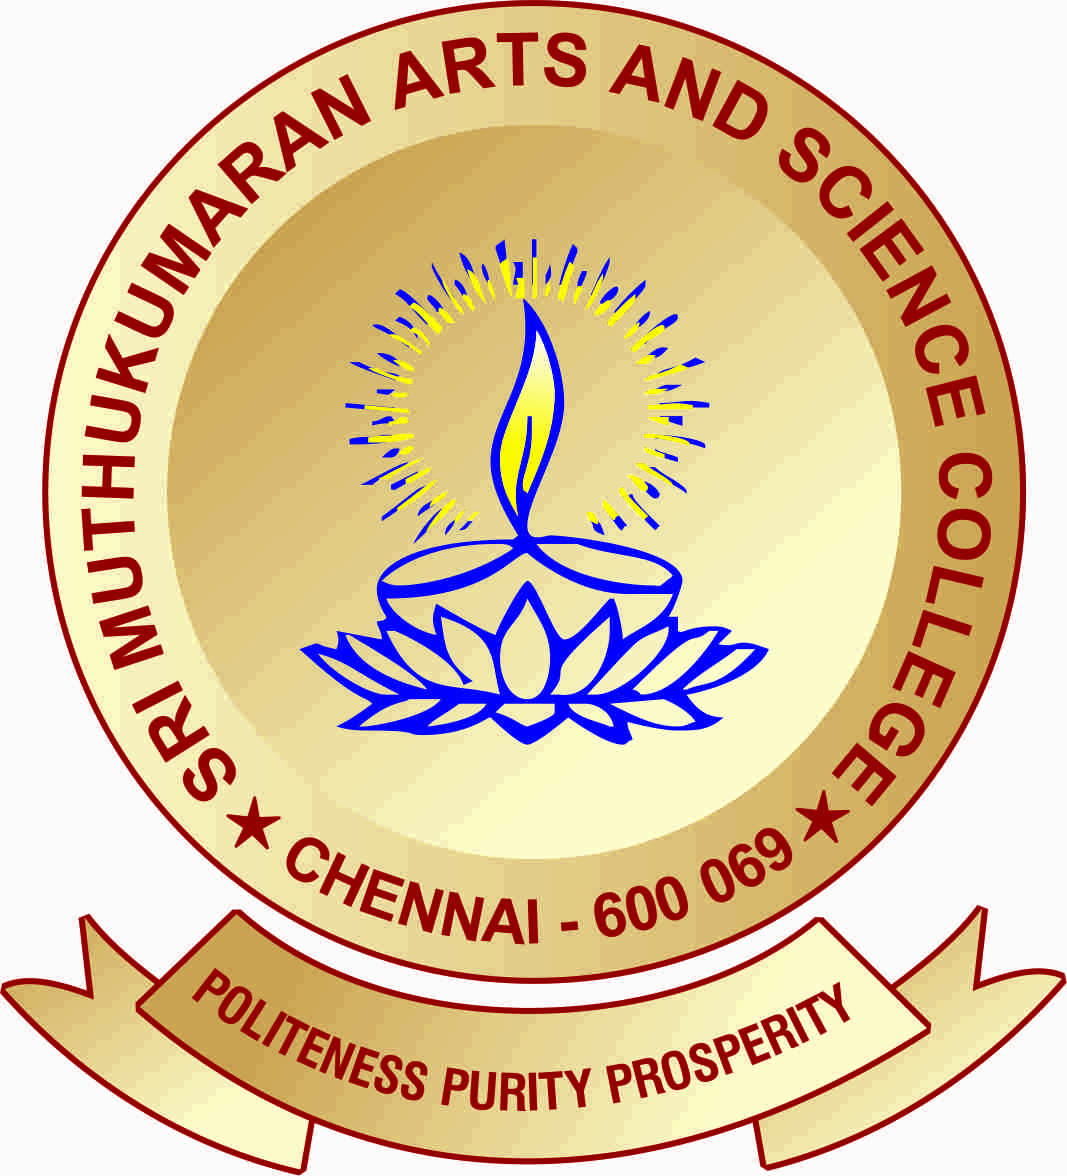 SRI MUTHUKUMARAN ARTS AND SCIENCE COLLEGE
CHENNAI - 600 069
POLITENESS PURITY PROSPERITY